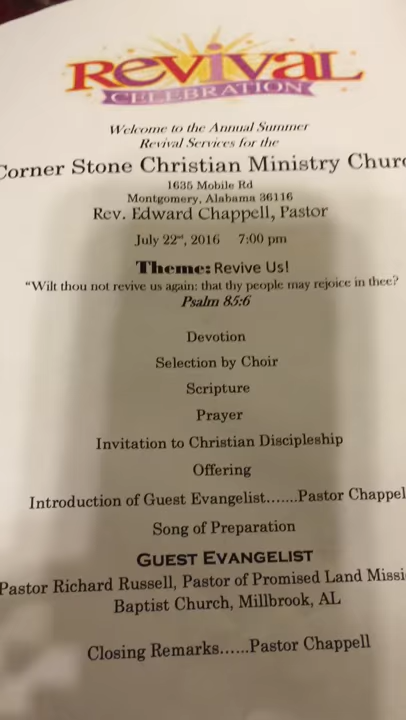 Revival
CELEBRATION
Welcome to the Annual Summer
Revival Services for the
Corner Stone Christian Ministry Churc
1635 Mobile Rd
Montgomery, Alabama 36116
Rev. Edward Chappell, Pastor
July 22nd, 2016 7:00 pm
Theme: Revive Us!
"Wilt thou not revive us again: that thy people may rejoice in thee?
Psalm 85:6
Devotion
Selection by Choir
Scripture
Prayer
Invitation to Christian Discipleship
Offering
Introduction of Guest Evangelist.......Pastor Chappel
Song of Preparation
GUEST EVANGELIST
Pastor Richard Russell, Pastor of Promised Land Missi
Baptist Church, Millbrook, AL
Closing Remarks......Pastor Chappell